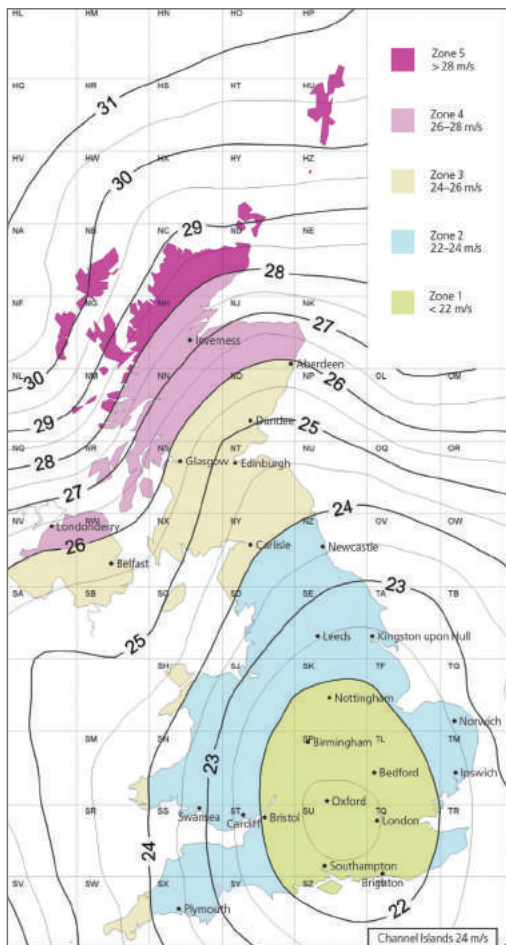 HL
HM
HN
HO
HP
Zone 5
> 28 m/s
HQ
HR
HS
HT
HU
31
Zone 4
26–28 m/s
HV
HW
HX
HY
HZ
30
Zone 3
24–26 m/s
NA
NB
NC
ND
NE
29
Zone 2
22–24 m/s
28
NF
NG
NH
NJ
NK
Zone 1
< 22 m/s
27
Inverness
Aberdeen
NL
NM
NN
NO
NP
OL
OM
30
26
Dundee
29
25
NQ
NR
NS
NT
NU
OQ
OR
28
Glasgow
Edinburgh
27
24
NV
NW
NX
NY
NZ
OV
OW
Londonderry
26
Carlisle
Newcastle
Belfast
23
SA
SB
SC
SD
SE
TA
TB
25
Leeds
Kingston upon Hull
SH
SJ
SK
TF
TG
Nottingham
Norwich
SM
SN
SP
TL
TM
Birmingham
23
Bedford
Ipswich
Oxford
SR
SS
ST
SU
TQ
TR
Swansea
Cardiff
Bristol
London
24
Southampton
Brighton
SV
SW
SX
SY
SZ
22
Plymouth
Channel Islands 24 m/s